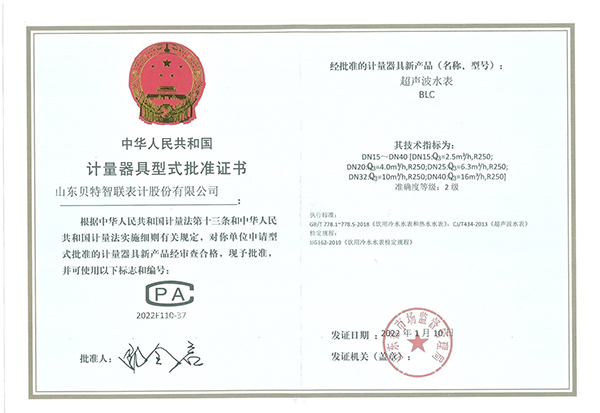 中华人民共和国
计量器具型式批准证书
山东贝特智联表计股份有限公司：
根据中华人民共和国计量法第十三条和中华人民
共和国计量法实施细则有关规定，对你单位申请型
式批准的计量器具新产品经审查合格，现予批准，
并可使用以下标志和编号：
CPA
2022F110-37
批准人：
经批准的计量器具新产品（名称、型号）：
超声波水表
BLC
其技术指标为：
DN15～DN40 [DN15:Q₃=2.5m³/h,R250;
DN20:Q₃=4.0m³/h,R250;DN25:Q₃=6.3m³/h,R250;
DN32:Q₃=10m³/h,R250;DN40:Q₃=16m³/h,R250]
准确度等级：2 级
执行标准：
GB/T 778.1~778.5-2018《饮用冷水水表和热水水表》，CJ/T434-2013《超声波水表》
检定规程：
JJG162-2019《饮用冷水水表检定规程》
发证日期：2022 年 1 月 10 日
发证机关（盖章）：